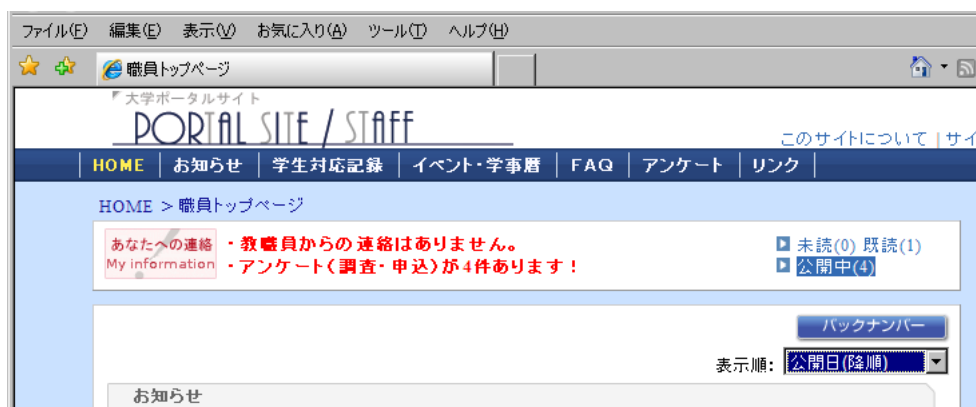 ファイル(F) 編集(E) 表示(V) お気に入り(A) ツール(T) ヘルプ(H)
職員トップページ
大学ポータルサイト
PORTAL SITE / STAFF
このサイトについて | サイ
HOME | お知らせ | 学生対応記録 | イベント・学事暦 | FAQ | アンケート | リンク |
HOME > 職員トップページ
あなたへの連絡 ・教職員からの連絡はありません。 未読(0) 既読(1)
My information ・アンケート(調査・申込)が4件あります! 公開中(4)
バックナンバー
表示順: 公開日(降順)
お知らせ